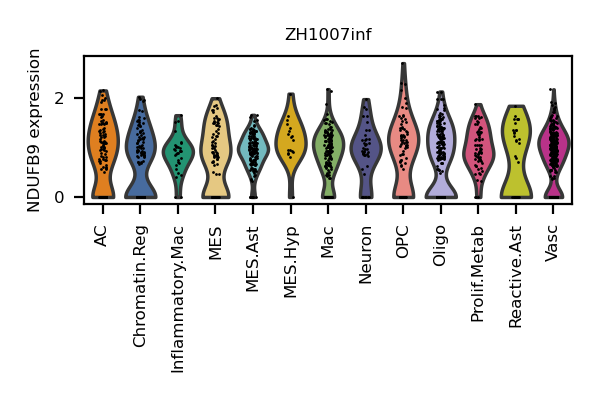 ZH1007inf
NDUFB9 expression
2
0
AC
Chromatin.Reg
Inflammatory.Mac
MES
MES.Ast
MES.Hyp
Mac
Neuron
OPC
Oligo
Prolif.Metab
Reactive.Ast
Vasc